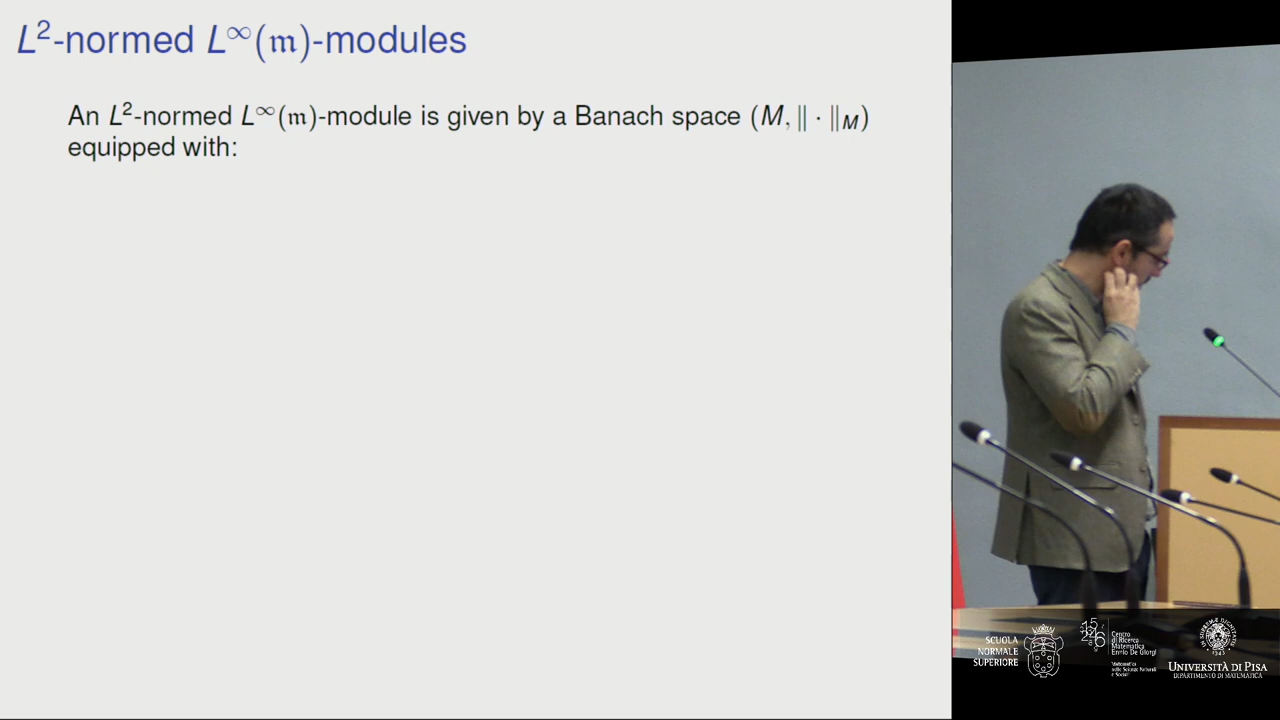 L²-normed L^∞(𝔪)-modules
An L²-normed L^∞(𝔪)-module is given by a Banach space (M, ‖ · ‖_M)
equipped with:
SCUOLA
NORMALE
SUPERIORE
Centro
di Ricerca
Matematica
Ennio De Giorgi
UNIVERSITÀ DI PISA
DIPARTIMENTO DI MATEMATICA